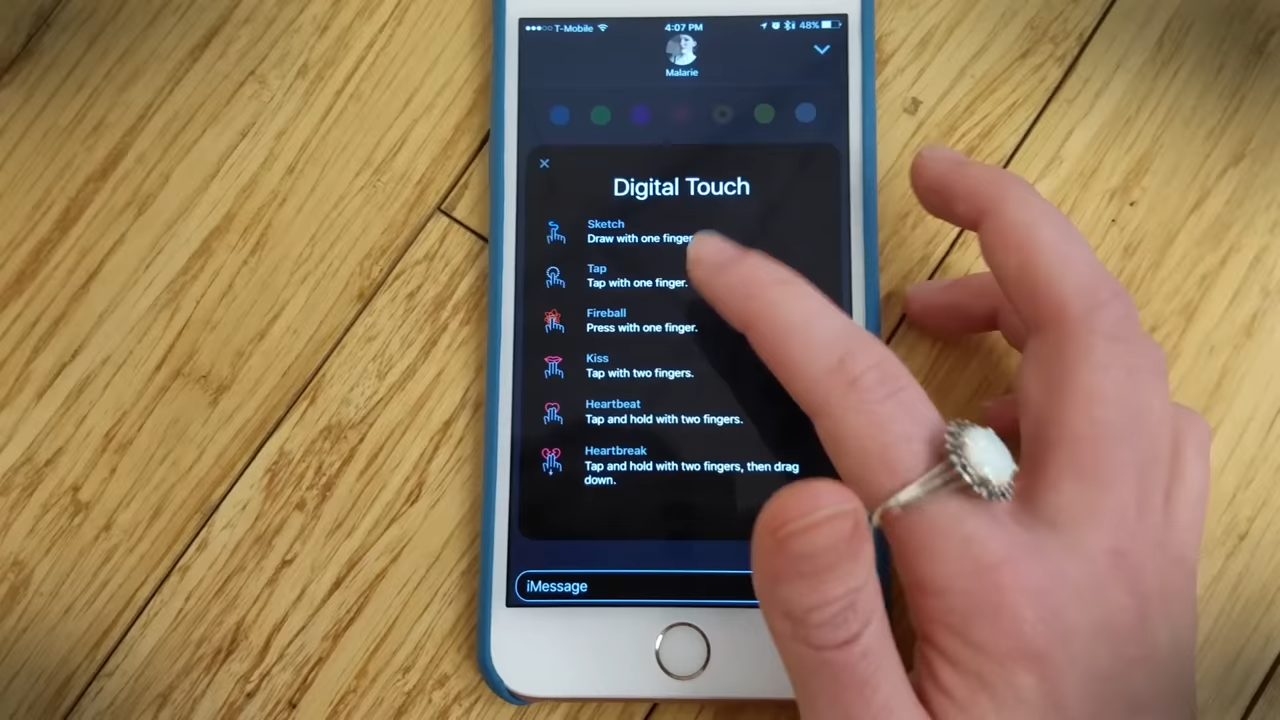 T-Mobile 4:07 PM 48%
Malarie
Digital Touch
Sketch
Draw with one finger
Tap
Tap with one finger.
Fireball
Press with one finger.
Kiss
Tap with two fingers.
Heartbeat
Tap and hold with two fingers.
Heartbreak
Tap and hold with two fingers, then drag
down.
iMessage